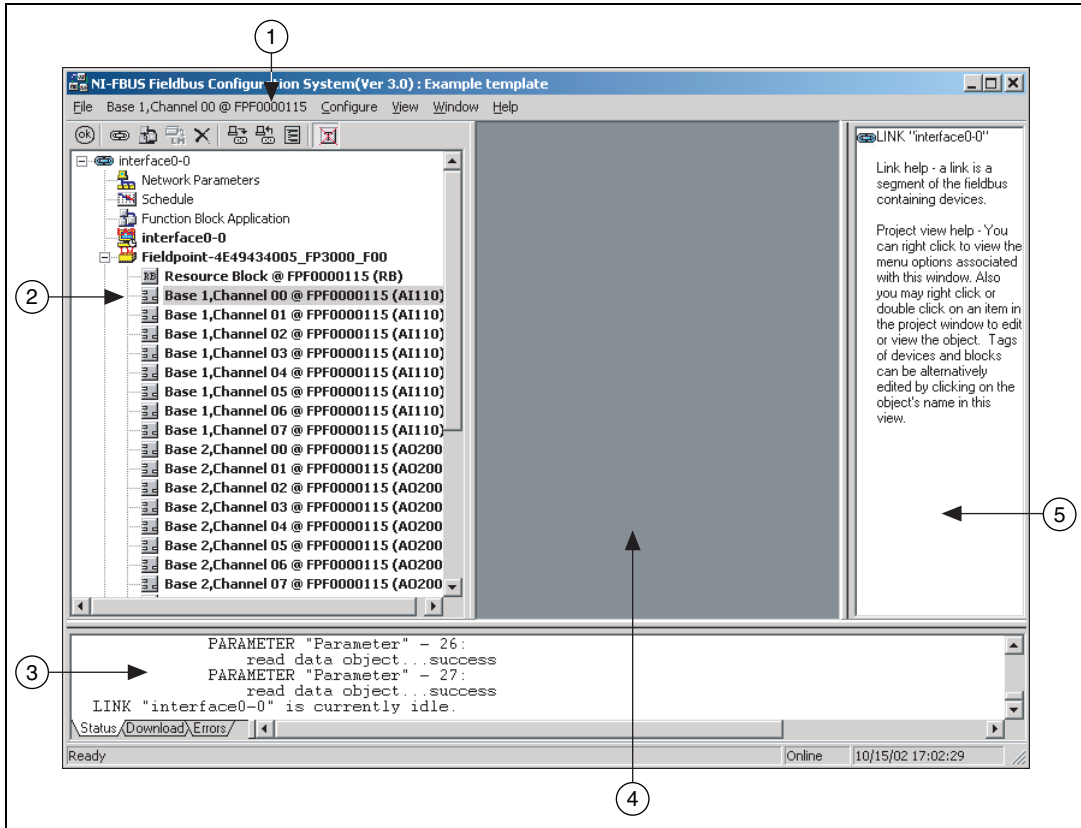 1
NI-FBUS Fieldbus Configuration System(Ver 3.0) : Example template
File Base 1,Channel 00 @ FPF0000115 Configure View Window Help
ok
interface0-0
Network Parameters
Schedule
Function Block Application
interface0-0
Fieldpoint-4E49434005_FP3000_F00
RB Resource Block @ FPF0000115 (RB)
2
Base 1,Channel 00 @ FPF0000115 (AI110)
Base 1,Channel 01 @ FPF0000115 (AI110)
Base 1,Channel 02 @ FPF0000115 (AI110)
Base 1,Channel 03 @ FPF0000115 (AI110)
Base 1,Channel 04 @ FPF0000115 (AI110)
Base 1,Channel 05 @ FPF0000115 (AI110)
Base 1,Channel 06 @ FPF0000115 (AI110)
Base 1,Channel 07 @ FPF0000115 (AI110)
Base 2,Channel 00 @ FPF0000115 (AO200
Base 2,Channel 01 @ FPF0000115 (AO200
Base 2,Channel 02 @ FPF0000115 (AO200
Base 2,Channel 03 @ FPF0000115 (AO200
Base 2,Channel 04 @ FPF0000115 (AO200
Base 2,Channel 05 @ FPF0000115 (AO200
Base 2,Channel 06 @ FPF0000115 (AO200
Base 2,Channel 07 @ FPF0000115 (AO200
LINK "interface0-0"
Link help - a link is a
segment of the fieldbus
containing devices.
Project view help - You
can right click to view the
menu options associated
with this window. Also
you may right click or
double click on an item in
the project window to edit
or view the object. Tags
of devices and blocks
can be alternatively
edited by clicking on the
object's name in this
view.
5
3
PARAMETER "Parameter" - 26:
read data object...success
PARAMETER "Parameter" - 27:
read data object...success
LINK "interface0-0" is currently idle.
Status Download Errors
Ready Online 10/15/02 17:02:29
4